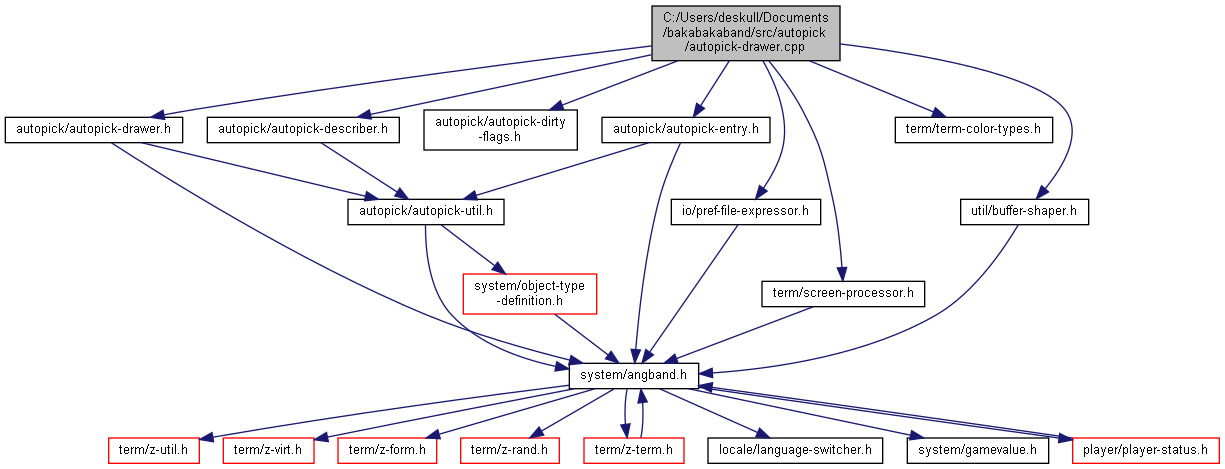 C:/Users/deskull/Documents
/bakabakaband/src/autopick
/autopick-drawer.cpp
autopick/autopick-drawer.h
autopick/autopick-describer.h
autopick/autopick-dirty
-flags.h
autopick/autopick-entry.h
term/term-color-types.h
autopick/autopick-util.h
io/pref-file-expressor.h
util/buffer-shaper.h
system/object-type
-definition.h
term/screen-processor.h
system/angband.h
term/z-util.h
term/z-virt.h
term/z-form.h
term/z-rand.h
term/z-term.h
locale/language-switcher.h
system/gamevalue.h
player/player-status.h